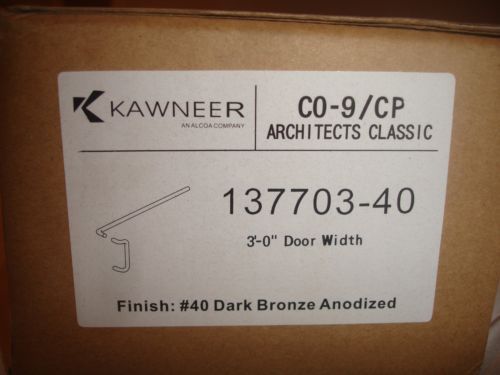 KAWNEER
AN ALCOA COMPANY
CO-9/CP
ARCHITECTS CLASSIC
137703-40
3'-0" Door Width
Finish: #40 Dark Bronze Anodized